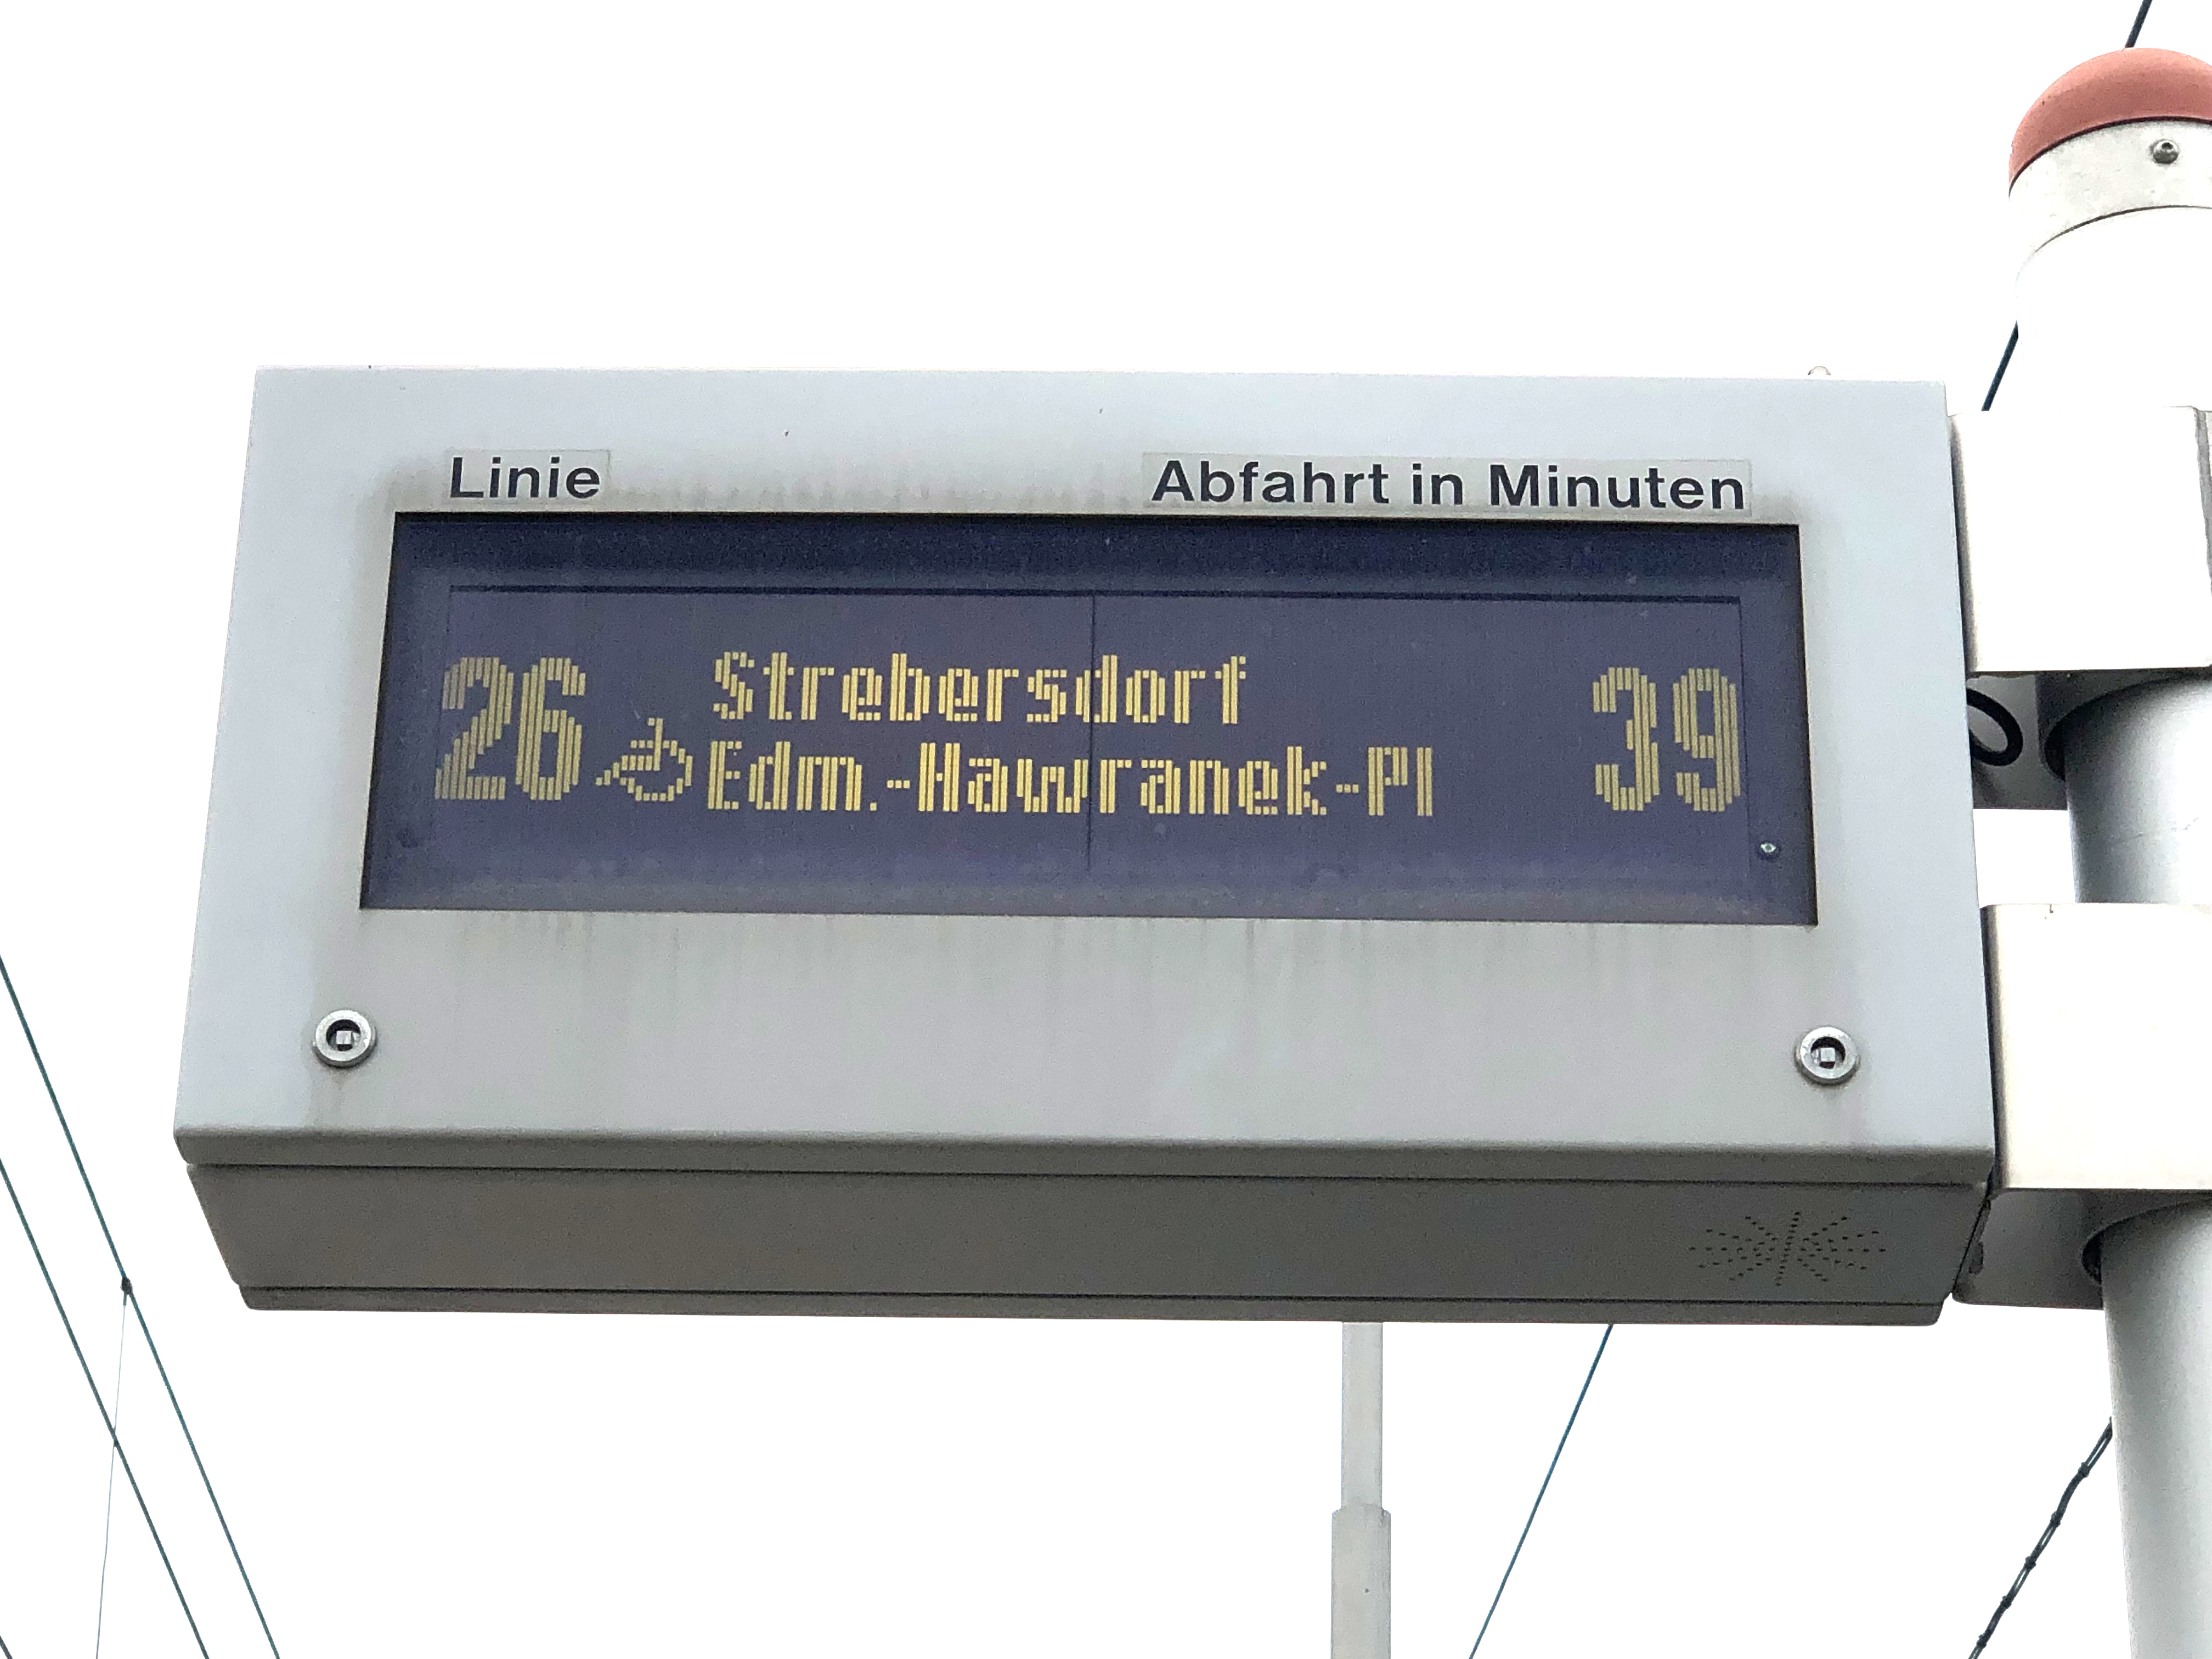 Linie Abfahrt in Minuten
26 Strebersdorf 39
Edm.-Hawranek-Pl